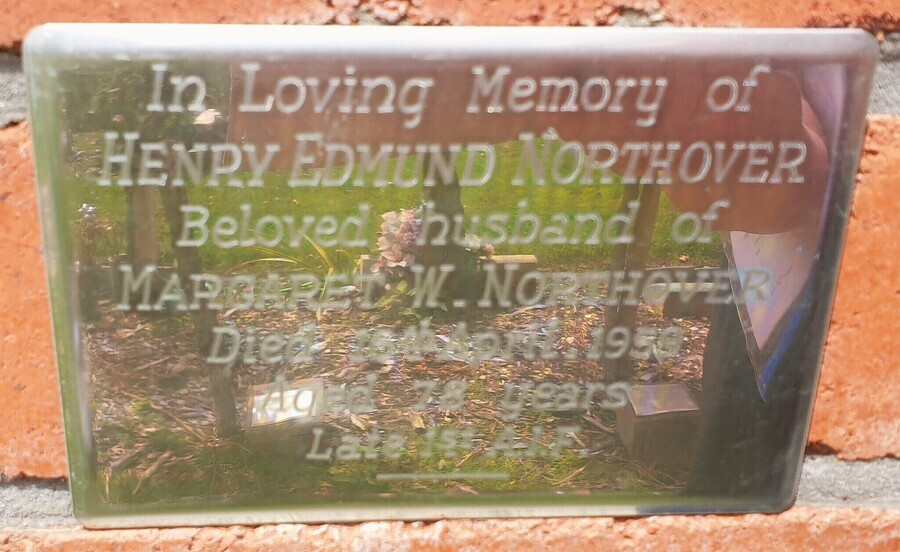 In Loving Memory of
HENRY EDMUND NORTHOVER
Beloved husband of
MARGARET W. NORTHOVER
Died April. 
Aged 78 years
Late 1st A.I.F.